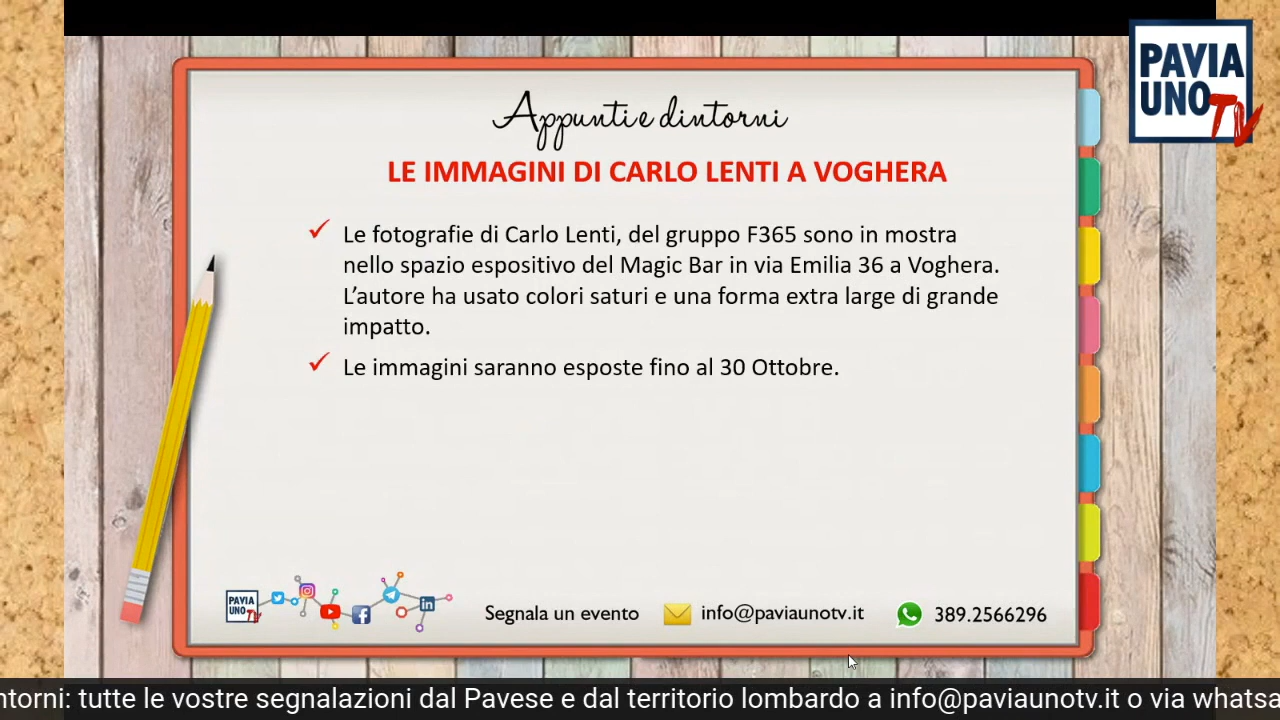 PAVIA
UNO TV
Appunti e dintorni
LE IMMAGINI DI CARLO LENTI A VOGHERA
Le fotografie di Carlo Lenti, del gruppo F365 sono in mostra
nello spazio espositivo del Magic Bar in via Emilia 36 a Voghera.
L’autore ha usato colori saturi e una forma extra large di grande
impatto.
Le immagini saranno esposte fino al 30 Ottobre.
PAVIA
UNO TV
Segnala un evento info@paviaunotv.it 389.2566296
ntorni: tutte le vostre segnalazioni dal Pavese e dal territorio lombardo a info@paviaunotv.it o via whatsa